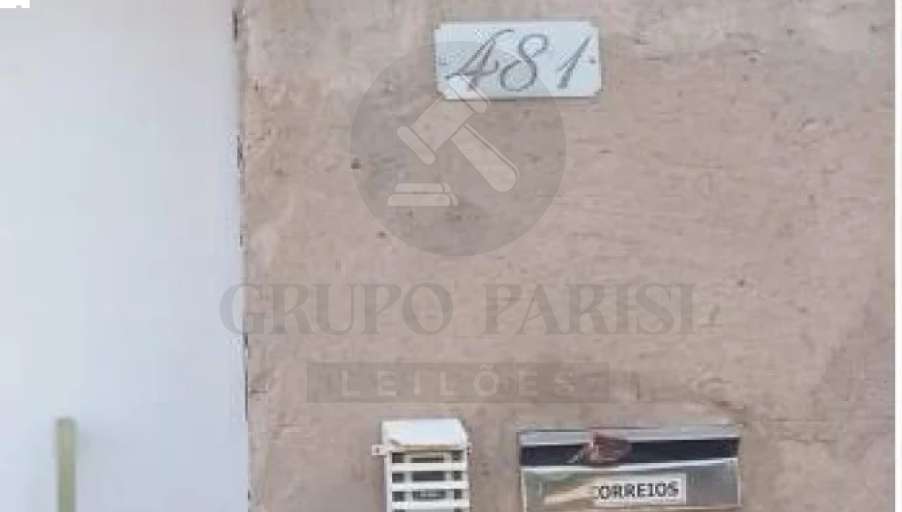 481
GRUPO PARISI
LEILÕES
CORREIOS